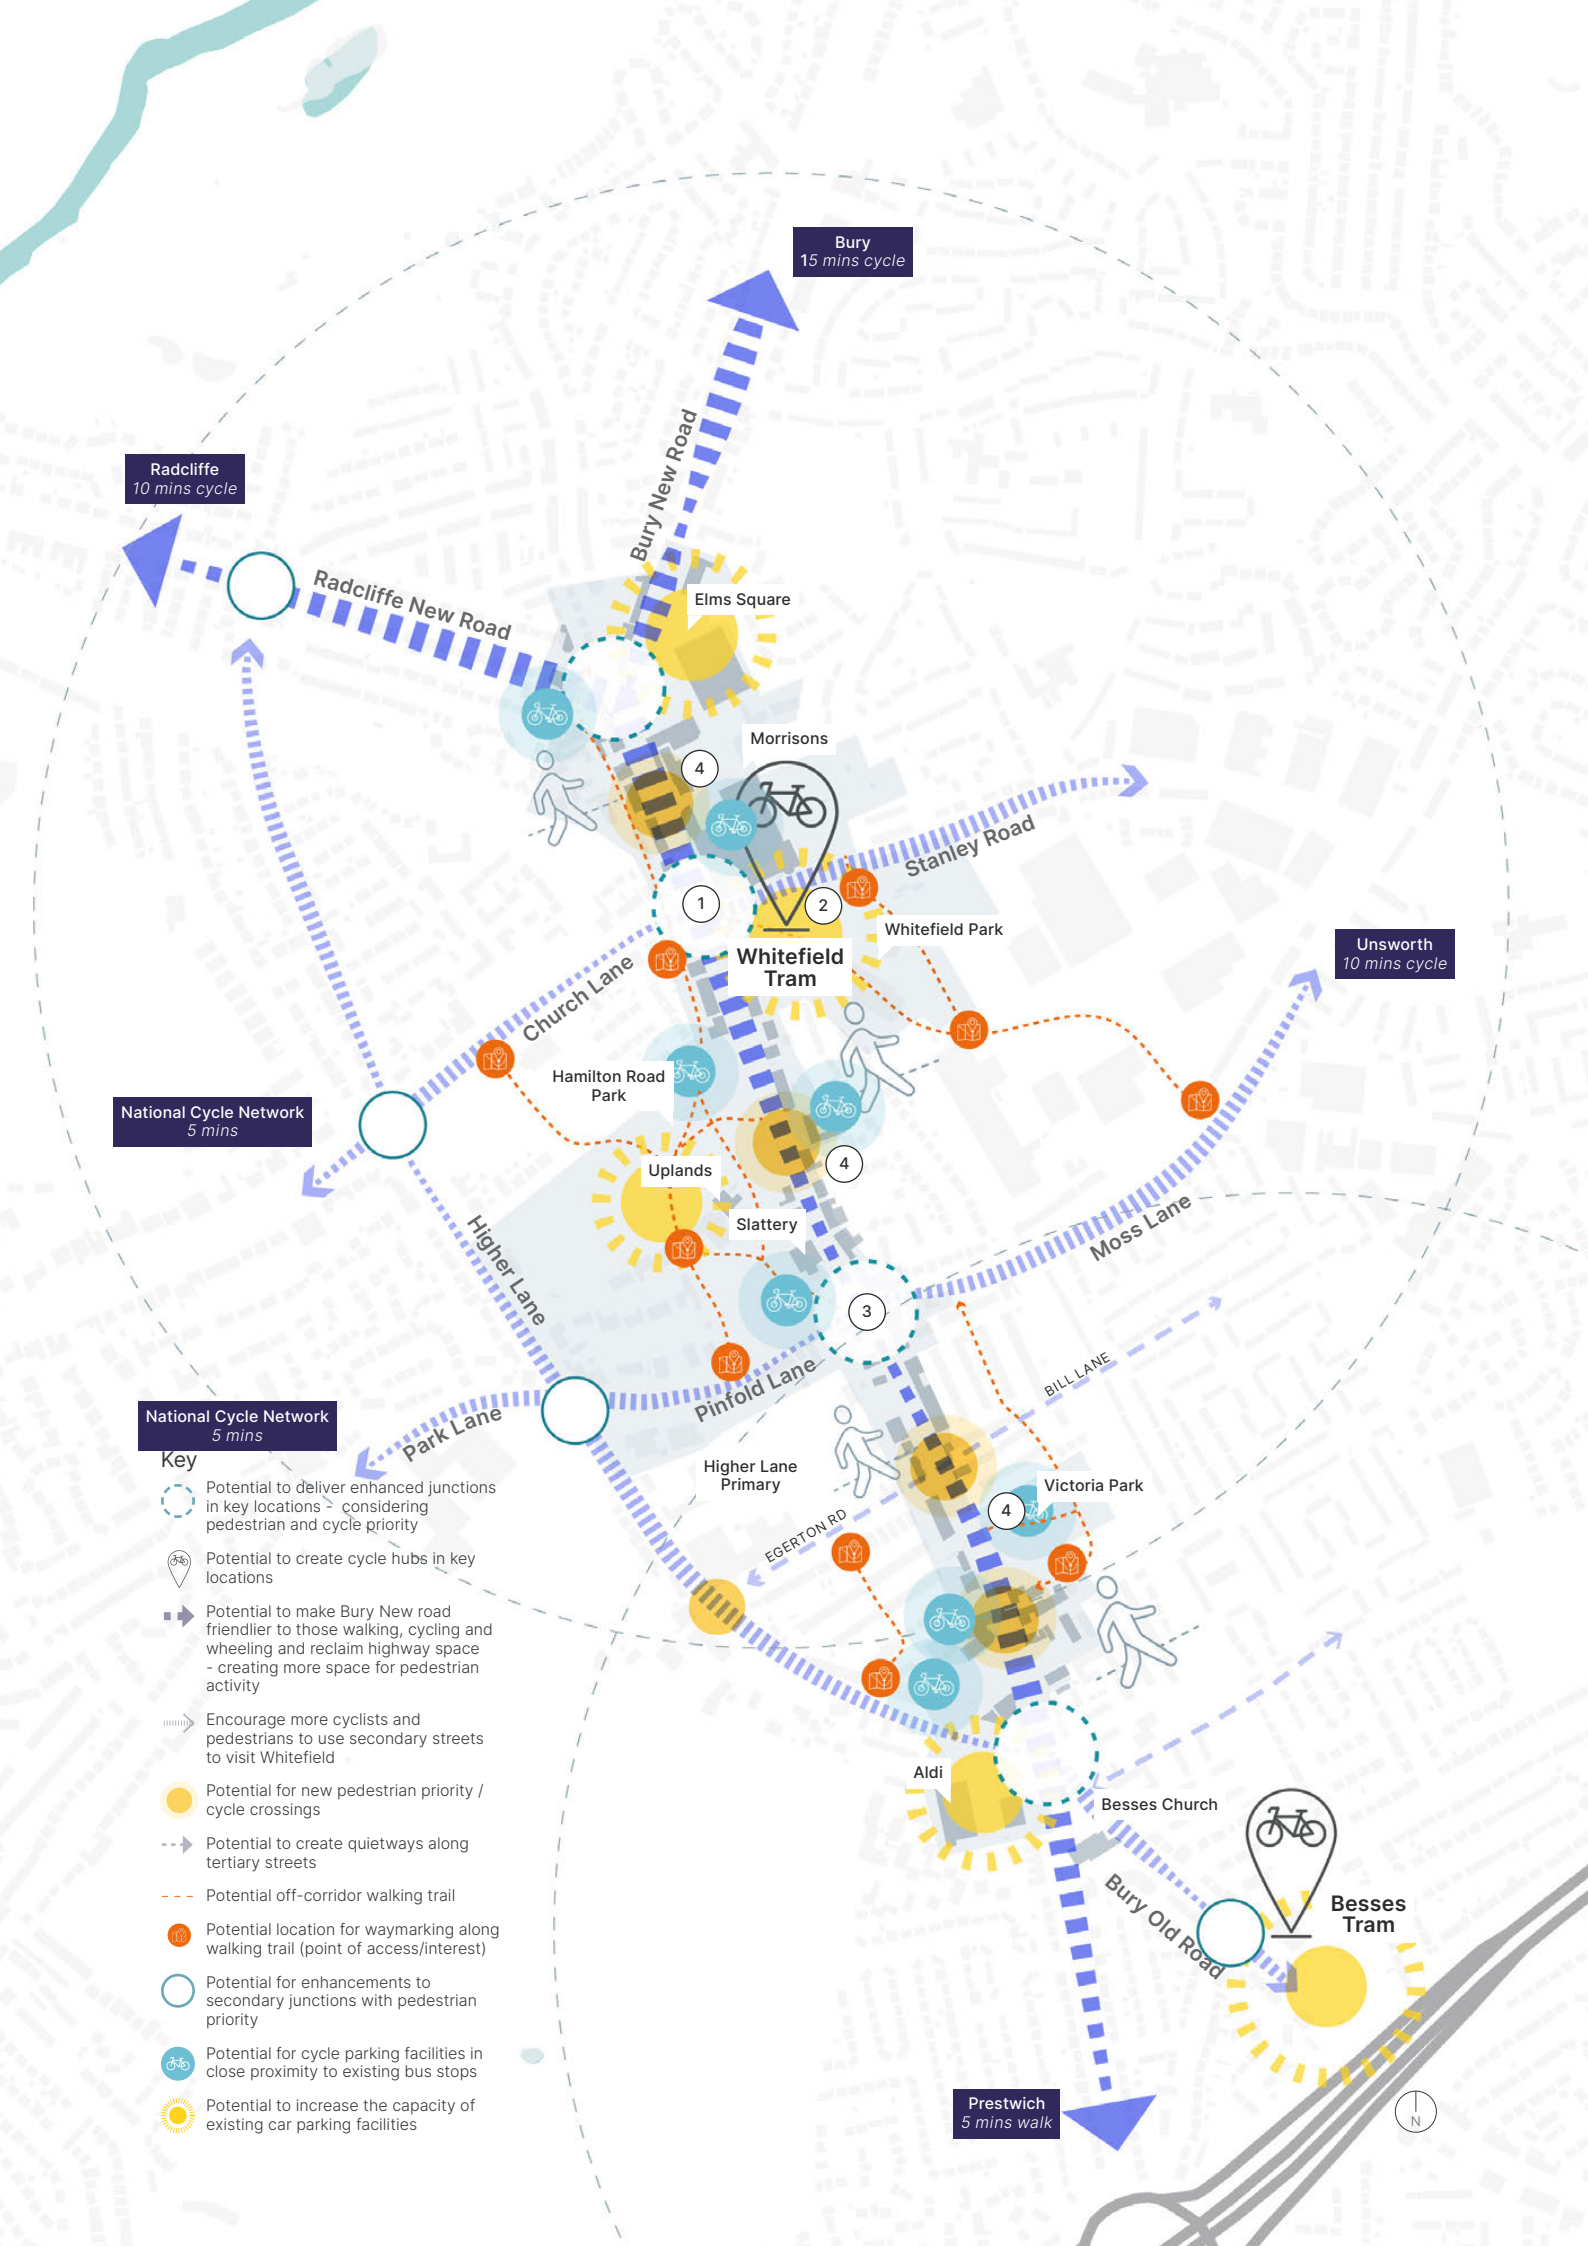 Bury
15 mins cycle
Radcliffe
10 mins cycle
Bury New Road
Radcliffe New Road
Elms Square
Morrisons
4
Stanley Road
1
2
Whitefield Park
Whitefield
Tram
Unsworth
10 mins cycle
Church Lane
Hamilton Road
Park
National Cycle Network
5 mins
Uplands
4
Slattery
Higher Lane
Moss Lane
3
BILL LANE
Pinfold Lane
National Cycle Network
5 mins
Park Lane
Higher Lane
Primary
Victoria Park
4
EGERTON RD
Key
Potential to deliver enhanced junctions
in key locations - considering
pedestrian and cycle priority
Potential to create cycle hubs in key
locations
Potential to make Bury New road
friendlier to those walking, cycling and
wheeling and reclaim highway space
- creating more space for pedestrian
activity
Encourage more cyclists and
pedestrians to use secondary streets
to visit Whitefield
Potential for new pedestrian priority /
cycle crossings
Potential to create quietways along
tertiary streets
Potential off-corridor walking trail
Potential location for waymarking along
walking trail (point of access/interest)
Potential for enhancements to
secondary junctions with pedestrian
priority
Potential for cycle parking facilities in
close proximity to existing bus stops
Potential to increase the capacity of
existing car parking facilities
Aldi
Besses Church
Bury Old Road
Besses
Tram
Prestwich
5 mins walk
N